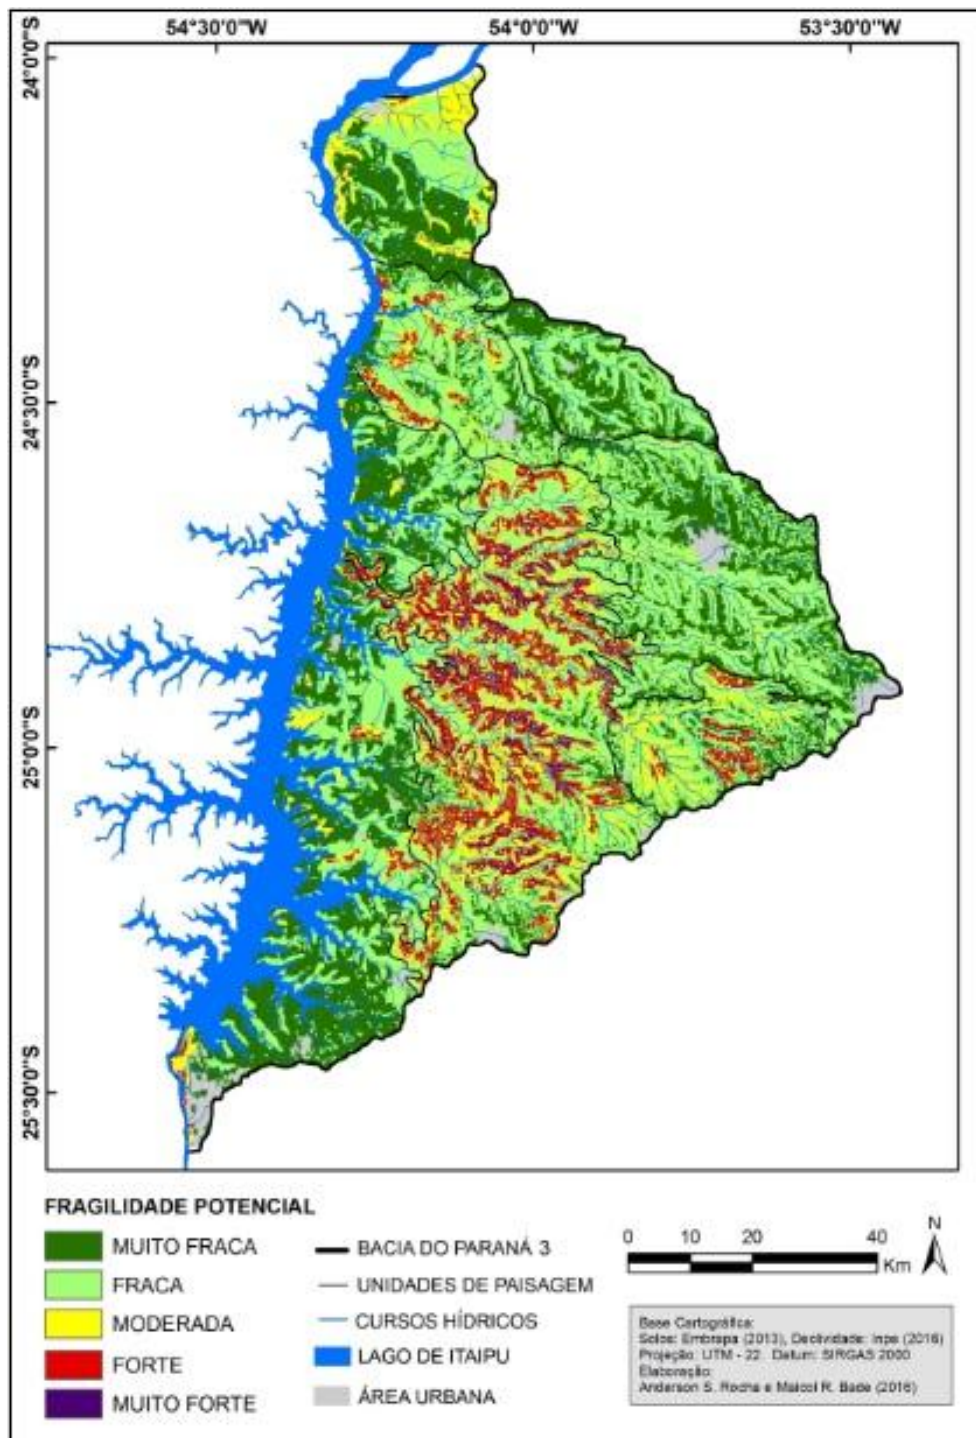 54°30'0"W 54°0'0"W 53°30'0"W
24°0'0"S
24°30'0"S
25°0'0"S
25°30'0"S
FRAGILIDADE POTENCIAL
MUITO FRACA
FRACA
MODERADA
FORTE
MUITO FORTE
BACIA DO PARANÁ 3
UNIDADES DE PAISAGEM
CURSOS HÍDRICOS
LAGO DE ITAIPU
ÁREA URBANA
0 10 20 40
Km
N
Base Cartográfica:
Solos: Embrapa (2013), Declividade: Inpe (2016)
Projeção: UTM - 22. Datum: SIRGAS 2000
Elaboração:
Anderson S. Rocha e Maicol R. Bade (2016)